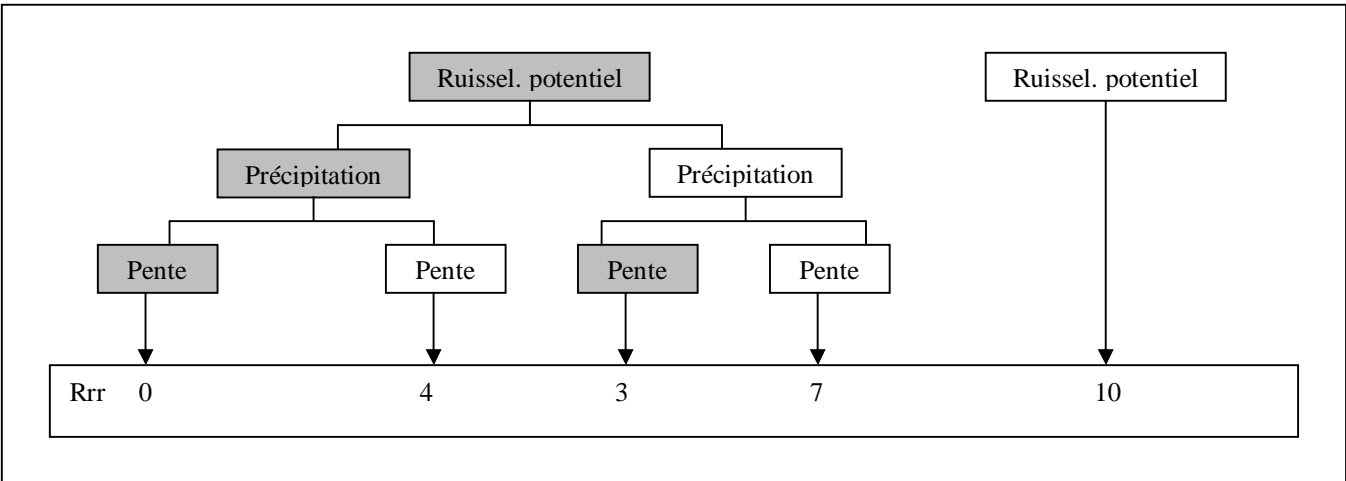 Ruissel. potentiel Ruissel. potentiel
Précipitation Précipitation
Pente Pente Pente Pente
Rrr 0 4 3 7 10